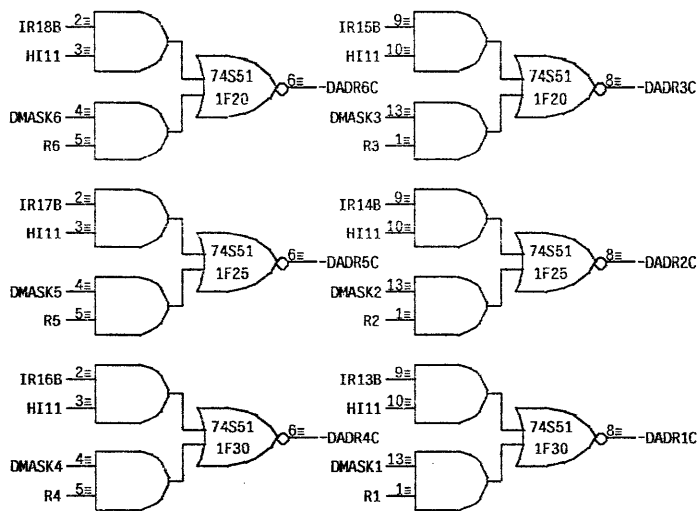 IR18B 2≡
HI11 3≡
74S51 6≡ -DADR6C
1F20
DMASK6 4≡
R6 5≡
IR15B 9≡
HI11 10≡
74S51 8≡ -DADR3C
1F20
DMASK3 13≡
R3 1≡
IR17B 2≡
HI11 3≡
74S51 6≡ -DADR5C
1F25
DMASK5 4≡
R5 5≡
IR14B 9≡
HI11 10≡
74S51 8≡ -DADR2C
1F25
DMASK2 13≡
R2 1≡
IR16B 2≡
HI11 3≡
74S51 6≡ -DADR4C
1F30
DMASK4 4≡
R4 5≡
IR13B 9≡
HI11 10≡
74S51 8≡ -DADR1C
1F30
DMASK1 13≡
R1 1≡